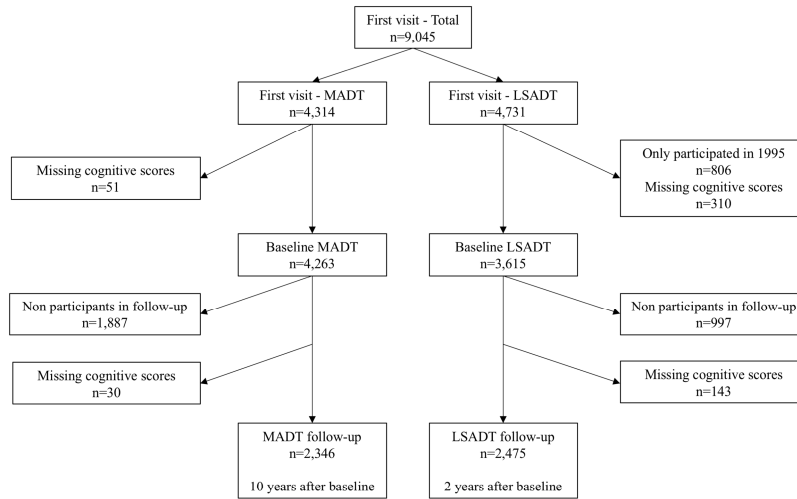 First visit - Total
n=9,045
First visit - MADT
n=4,314
First visit - LSADT
n=4,731
Missing cognitive scores
n=51
Only participated in 1995
n=806
Missing cognitive scores
n=310
Baseline MADT
n=4,263
Baseline LSADT
n=3,615
Non participants in follow-up
n=1,887
Non participants in follow-up
n=997
Missing cognitive scores
n=30
Missing cognitive scores
n=143
MADT follow-up
n=2,346
10 years after baseline
LSADT follow-up
n=2,475
2 years after baseline